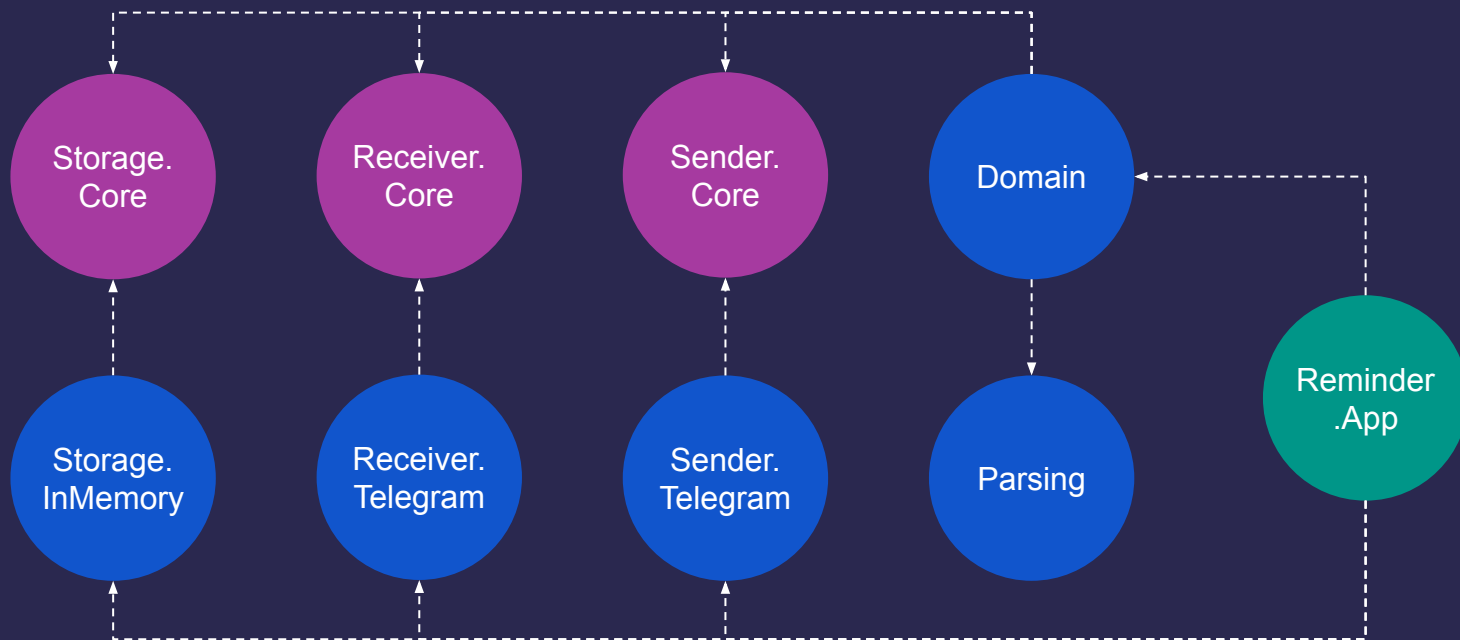 Storage.
Core
Receiver.
Core
Sender.
Core
Domain
Reminder
.App
Storage.
InMemory
Receiver.
Telegram
Sender.
Telegram
Parsing